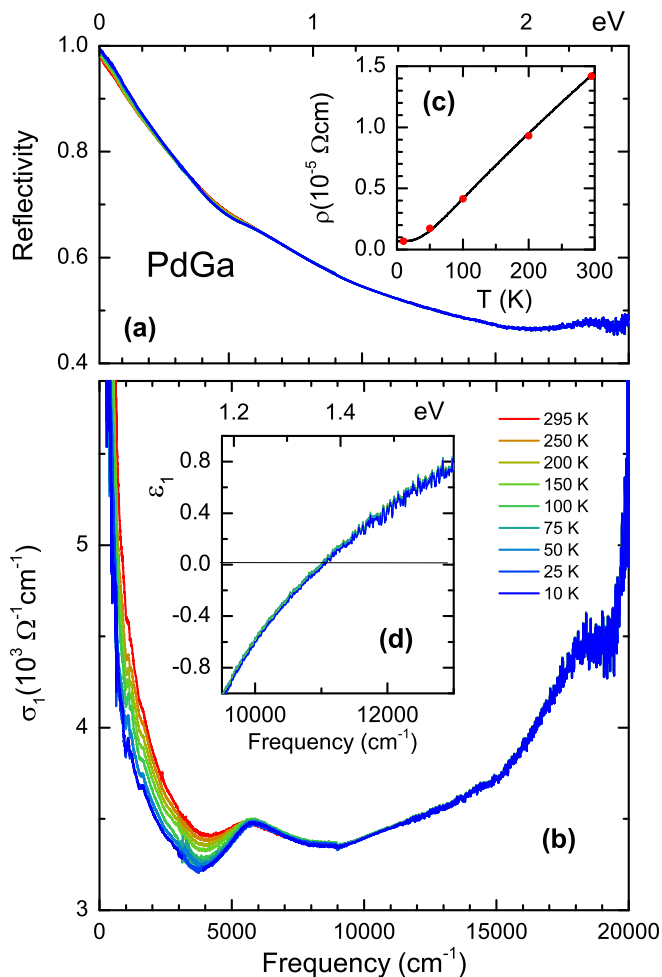 0 1 2 eV
1.0
0.8
0.6
0.4
Reflectivity
PdGa
(a)
1.5
1.0
0.5
0.0
ρ(10⁻⁵ Ωcm)
(c)
0 100 200 300
T (K)
1.2 1.4 eV
0.8
0.4
0.0
-0.4
-0.8
ε₁
(d)
10000 12000
Frequency (cm⁻¹)
295 K
250 K
200 K
150 K
100 K
75 K
50 K
25 K
10 K
5
4
3
σ₁(10³ Ω⁻¹cm⁻¹)
(b)
0 5000 10000 15000 20000
Frequency (cm⁻¹)